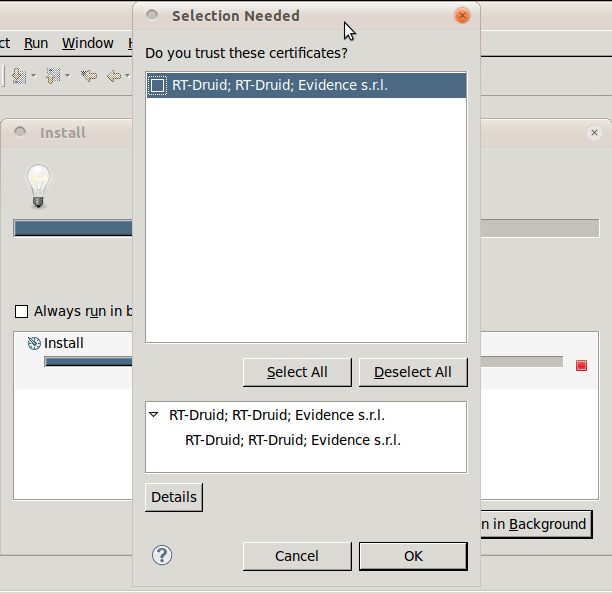 Selection Needed
ct Run Window
Do you trust these certificates?
RT-Druid; RT-Druid; Evidence s.r.l.
Install
Always run in b
Install
Select All
Deselect All
RT-Druid; RT-Druid; Evidence s.r.l.
RT-Druid; RT-Druid; Evidence s.r.l.
Details
n in Background
?
Cancel
OK